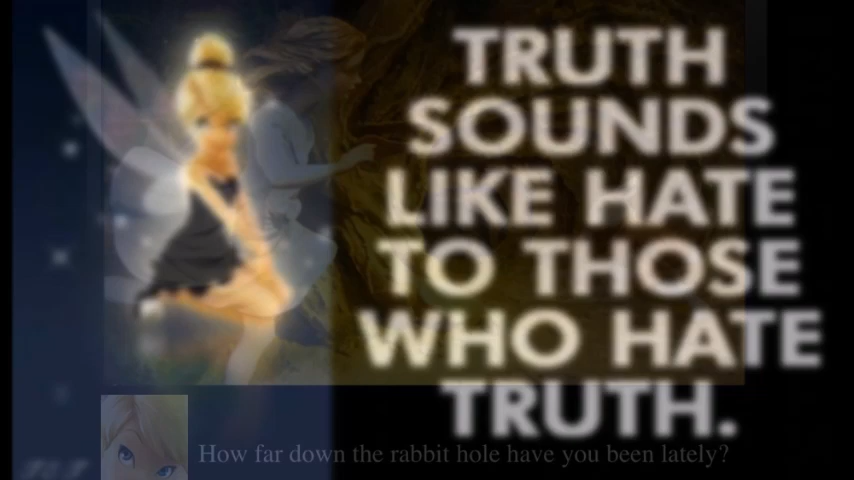 TRUTH
SOUNDS
LIKE HATE
TO THOSE
WHO HATE
TRUTH.
How far down the rabbit hole have you been lately?